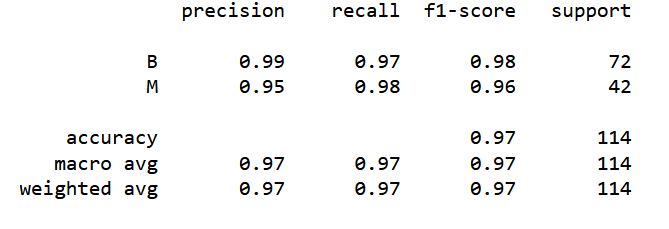 precision recall f1-score support
B 0.99 0.97 0.98 72
M 0.95 0.98 0.96 42
accuracy 0.97 114
macro avg 0.97 0.97 0.97 114
weighted avg 0.97 0.97 0.97 114